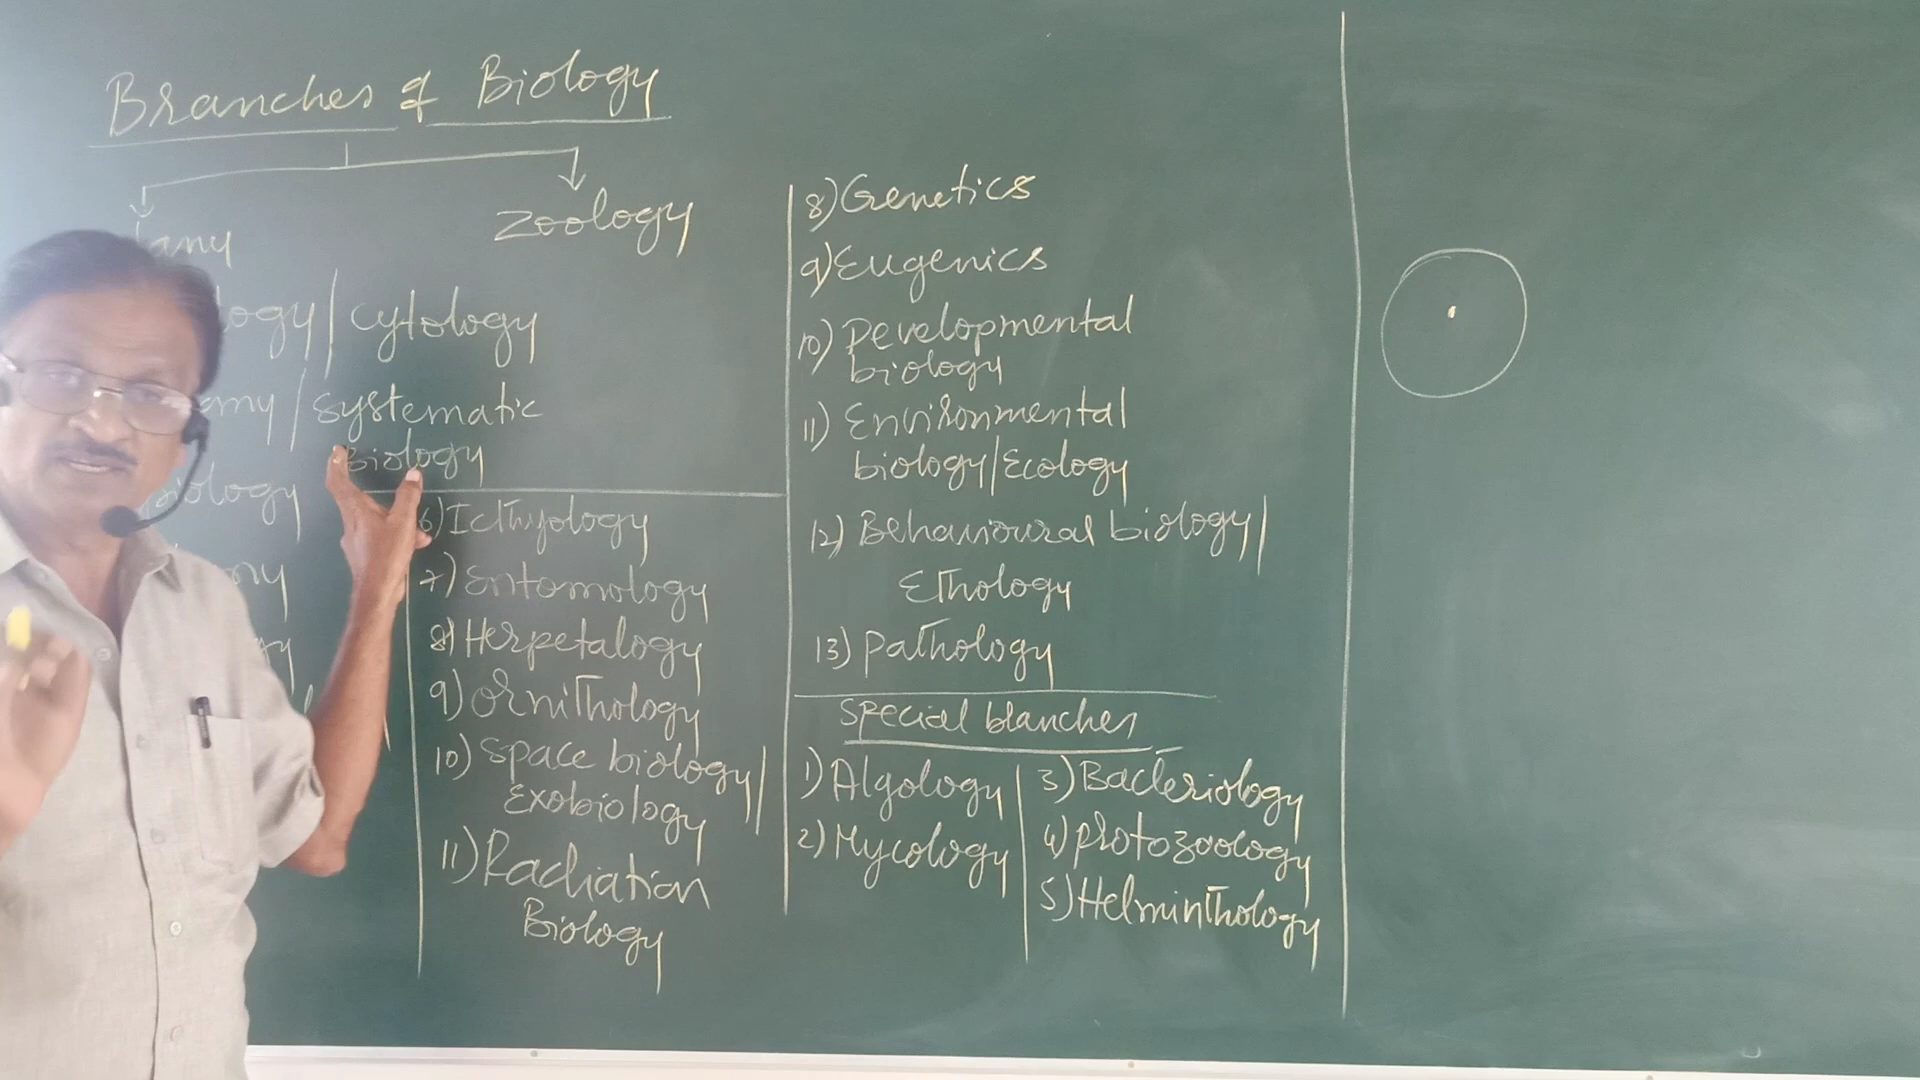 Branches of Biology
Zoology
cytology
Systematic
Biology
6) Icthyology
7) Entomology
8) Herpetalogy
9) Ornithology
10) Space biology/
Exobiology
11) Radiation
Biology
8) Genetics
9) Eugenics
10) Developmental
biology
11) Environmental
biology/Ecology
12) Behavioural biology/
Ethology
13) Pathology
Special branches
1) Algology
2) Mycology
3) Bacteriology
4) Protozoology
5) Helminthology